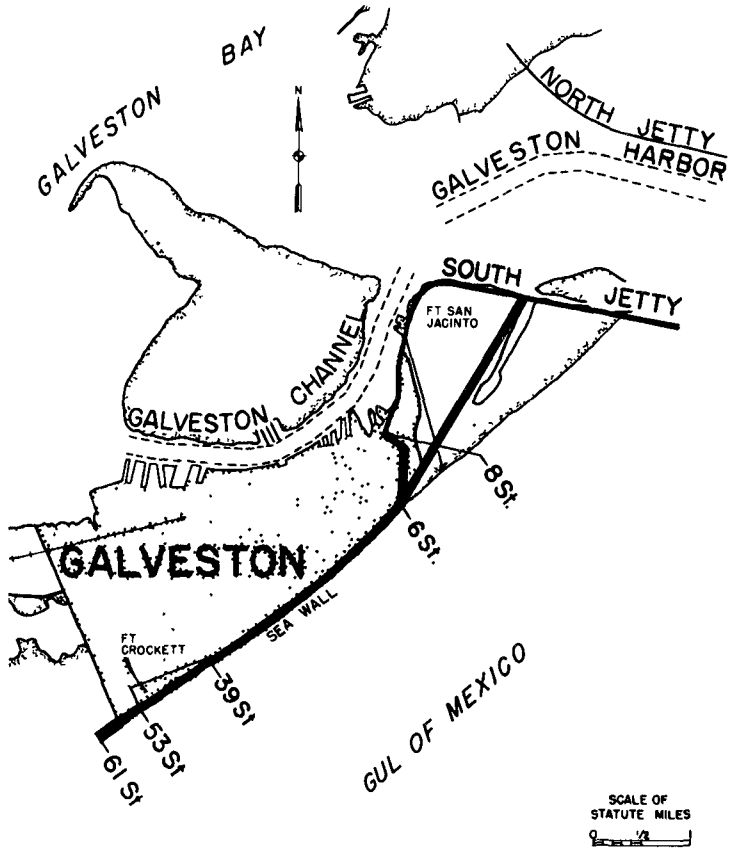 GALVESTON BAY
N
NORTH JETTY
GALVESTON HARBOR
SOUTH JETTY
FT SAN
JACINTO
GALVESTON CHANNEL
8 St.
6 St.
GALVESTON
SEA WALL
FT
CROCKETT
39 St
53 St
61 St
GUL OF MEXICO
SCALE OF
STATUTE MILES
0 1/2 1